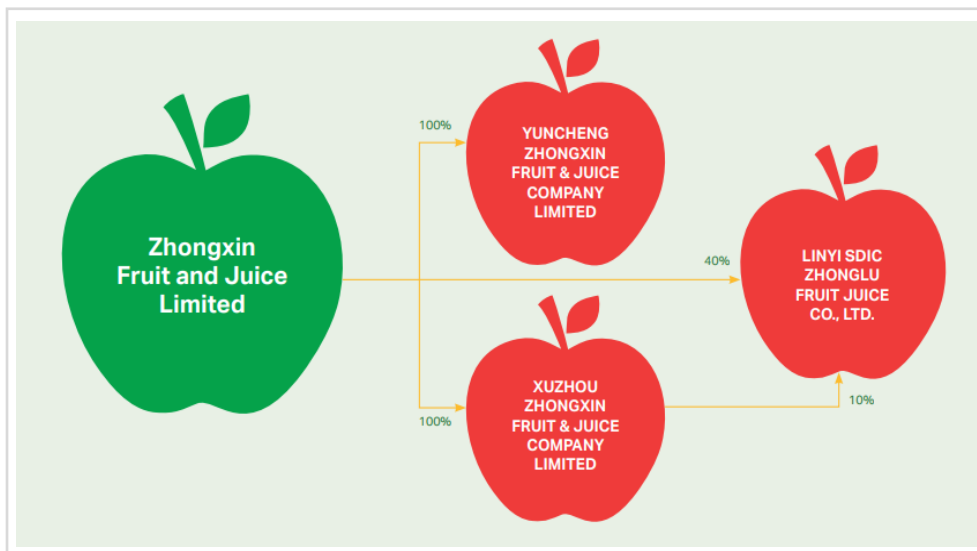 Zhongxin
Fruit and Juice
Limited
100%
YUNCHENG
ZHONGXIN
FRUIT & JUICE
COMPANY
LIMITED
40%
LINYI SDIC
ZHONGLU
FRUIT JUICE
CO., LTD.
100%
XUZHOU
ZHONGXIN
FRUIT & JUICE
COMPANY
LIMITED
10%